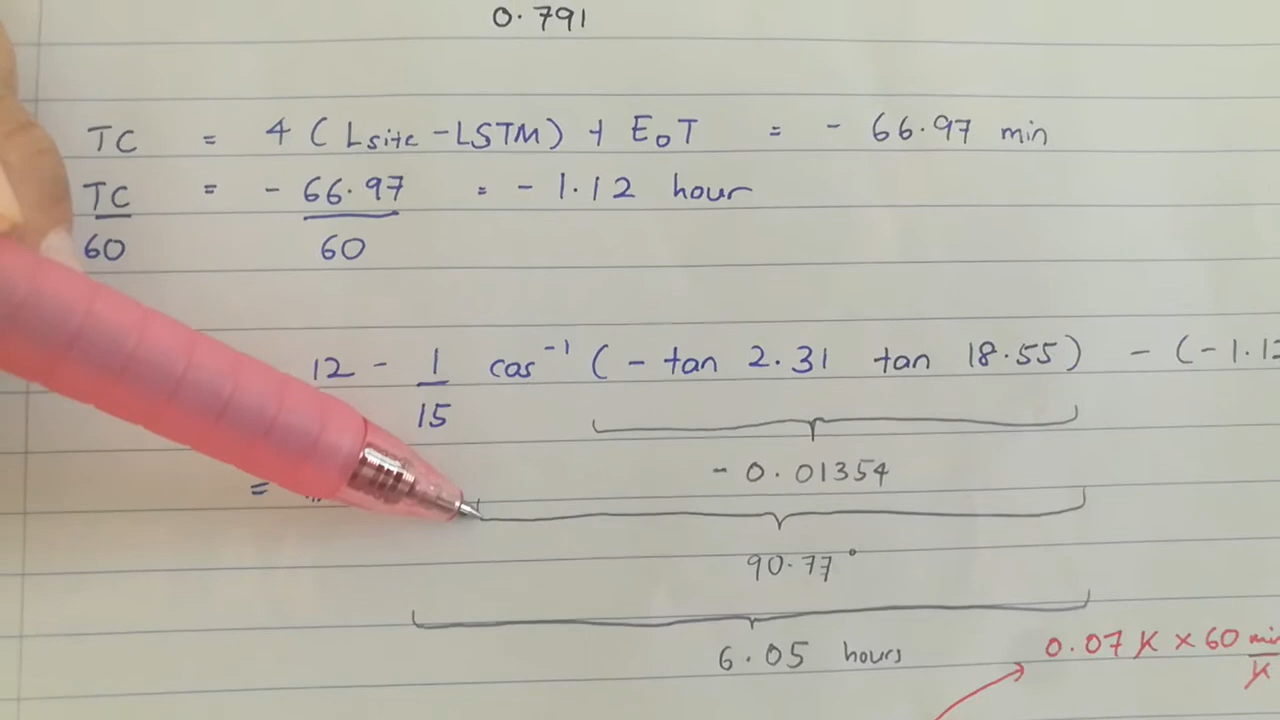 0.791
TC = 4 (Lsite - LSTM) + EoT = - 66.97 min
TC/60 = - 66.97/60 = - 1.12 hour
12 - 1/15 cos⁻¹ (- tan 2.31 tan 18.55) - (-1.12
- 0.01354
=
90.77°
6.05 hours
0.07 h × 60 min/h